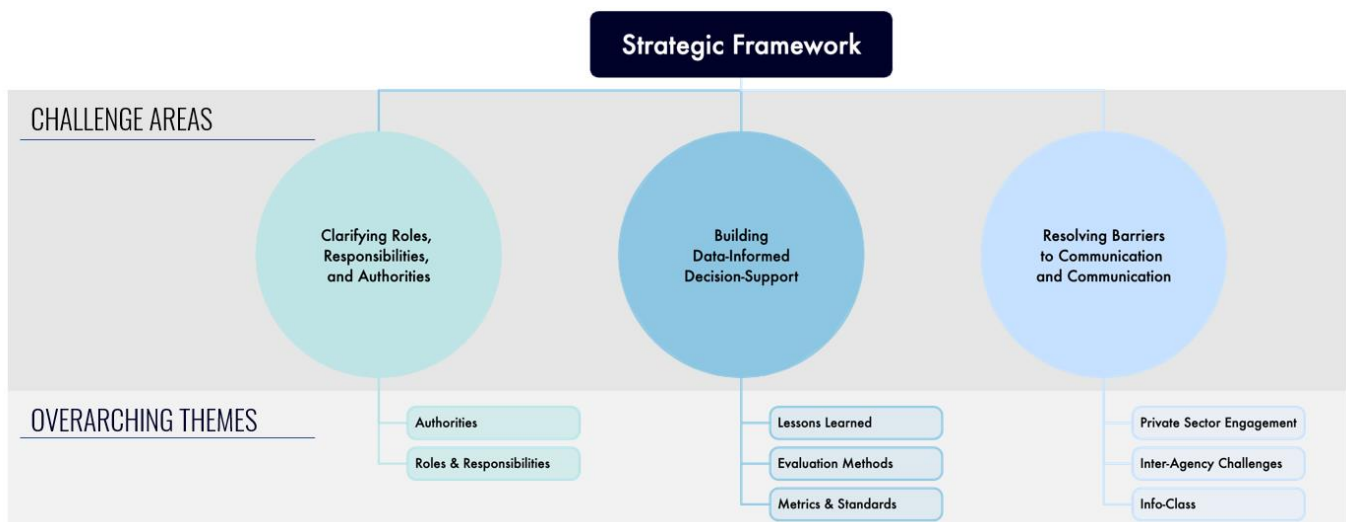 Strategic Framework
CHALLENGE AREAS
Clarifying Roles,
Responsibilities,
and Authorities
Building
Data-Informed
Decision-Support
Resolving Barriers
to Communication
and Communication
OVERARCHING THEMES
Authorities
Roles & Responsibilities
Lessons Learned
Evaluation Methods
Metrics & Standards
Private Sector Engagement
Inter-Agency Challenges
Info-Class